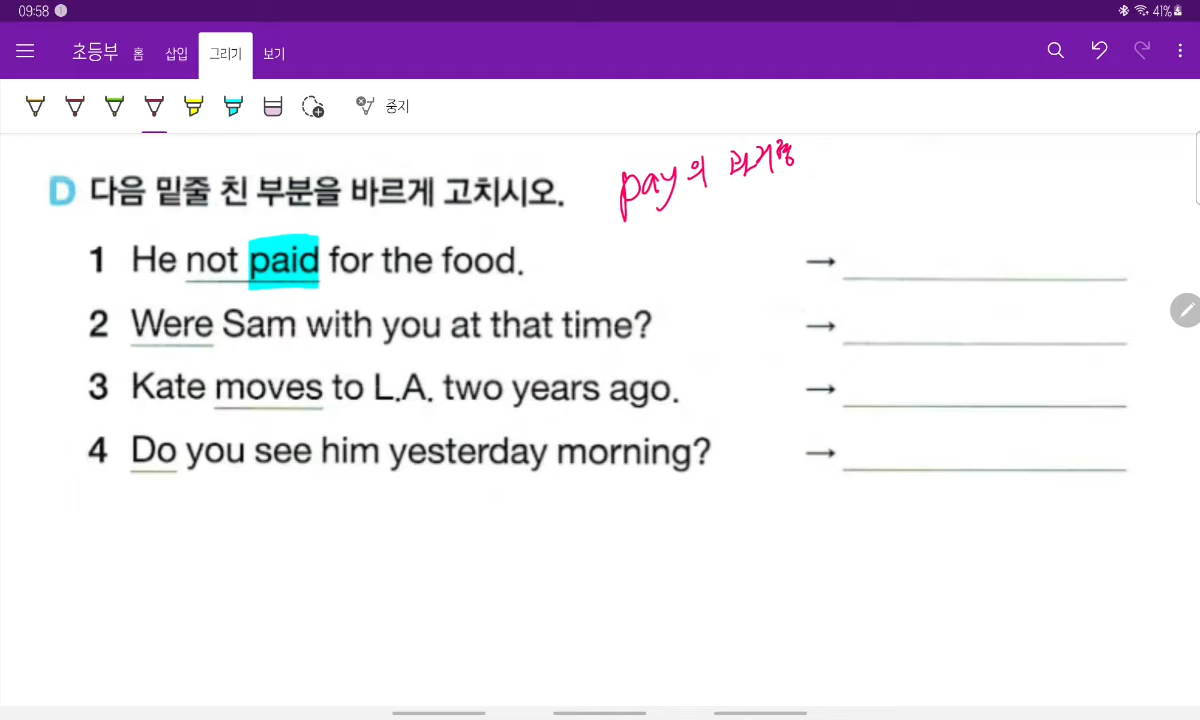 09:58
41%
초등부 홈 삽입 그리기 보기
중지
pay의 과거형
D 다음 밑줄 친 부분을 바르게 고치시오.
1 He not paid for the food. →
2 Were Sam with you at that time? →
3 Kate moves to L.A. two years ago. →
4 Do you see him yesterday morning? →